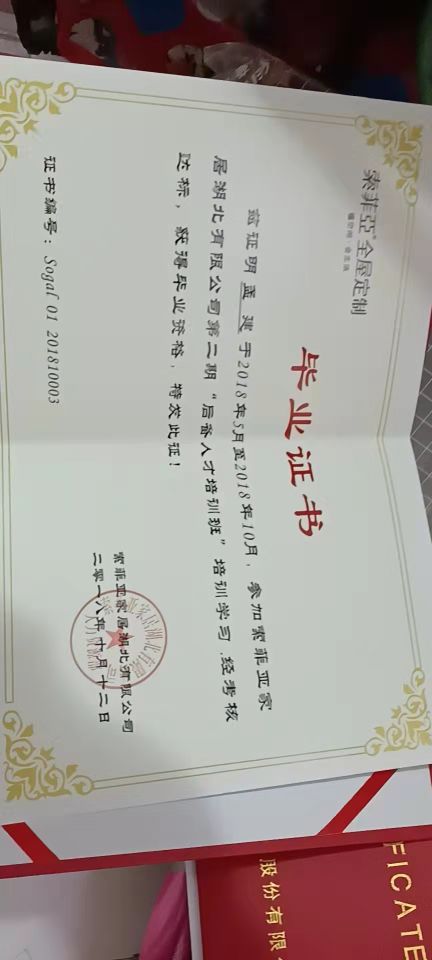 索菲亞®全屋定制
毕业证书
兹证明孟 建于2018年5月至2018年10月，参加索菲亚家
居湖北有限公司第二期“后备人才培训班”培训学习，经考核
达标，获得毕业资格，特发此证！
证书编号：Sogal 01 201810003
索菲亚家居湖北有限公司
二零一八年十月十二日
FICATE
股份有限